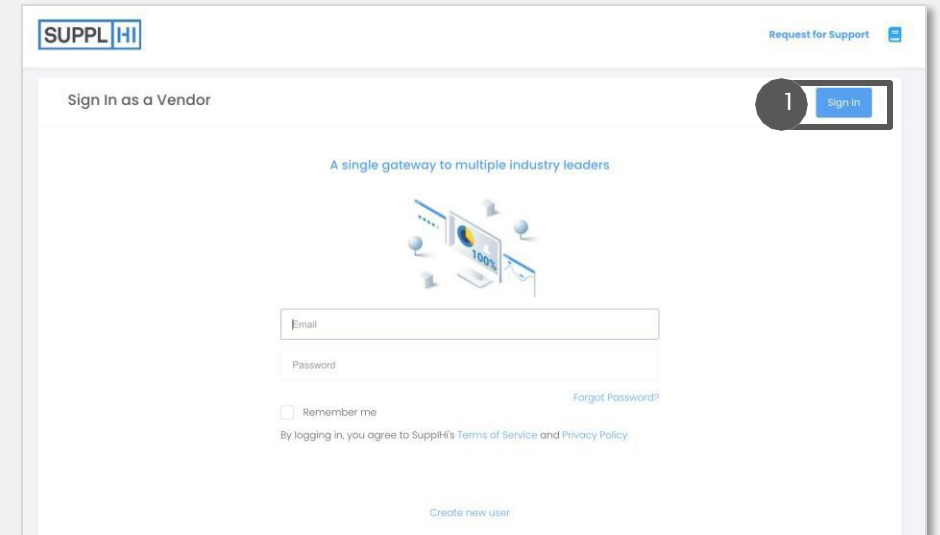 SUPPL HI
Request for Support
Sign In as a Vendor
1
Sign In
A single gateway to multiple industry leaders
100%
Email
Password
Forgot Password?
Remember me
By logging in, you agree to SupplHi's Terms of Service and Privacy Policy
Create new user